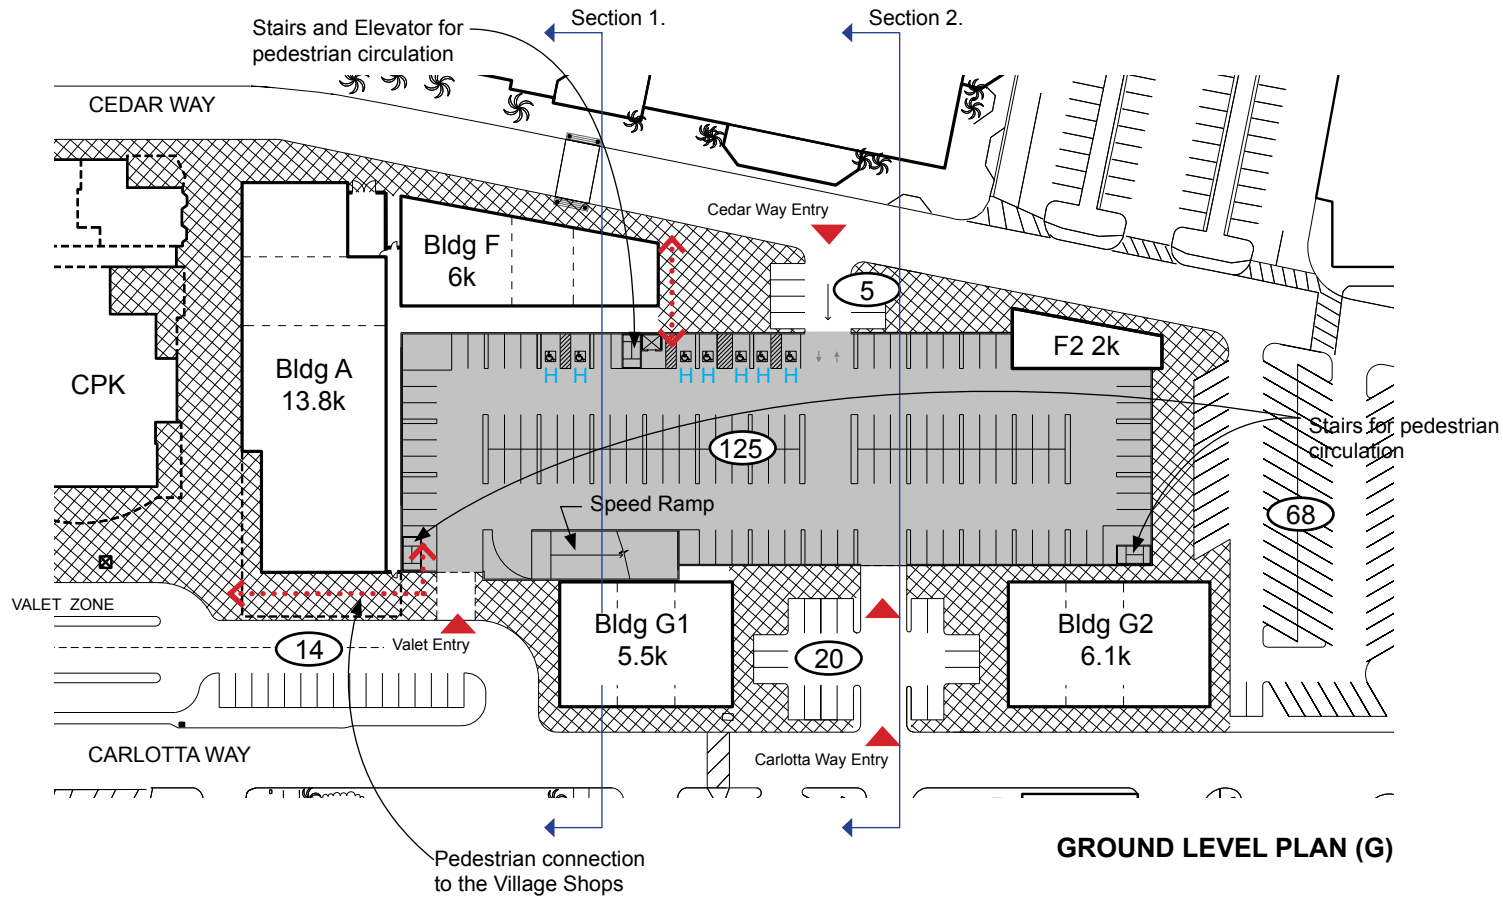 Section 1.
Section 2.
Stairs and Elevator for
pedestrian circulation
CEDAR WAY
Cedar Way Entry
Bldg F
6k
5
F2 2k
Bldg A
13.8k
CPK
H H H H H H H
125
Stairs for pedestrian
circulation
Speed Ramp
68
VALET ZONE
Bldg G1
5.5k
Bldg G2
6.1k
14
Valet Entry
20
CARLOTTA WAY
Carlotta Way Entry
GROUND LEVEL PLAN (G)
Pedestrian connection
to the Village Shops